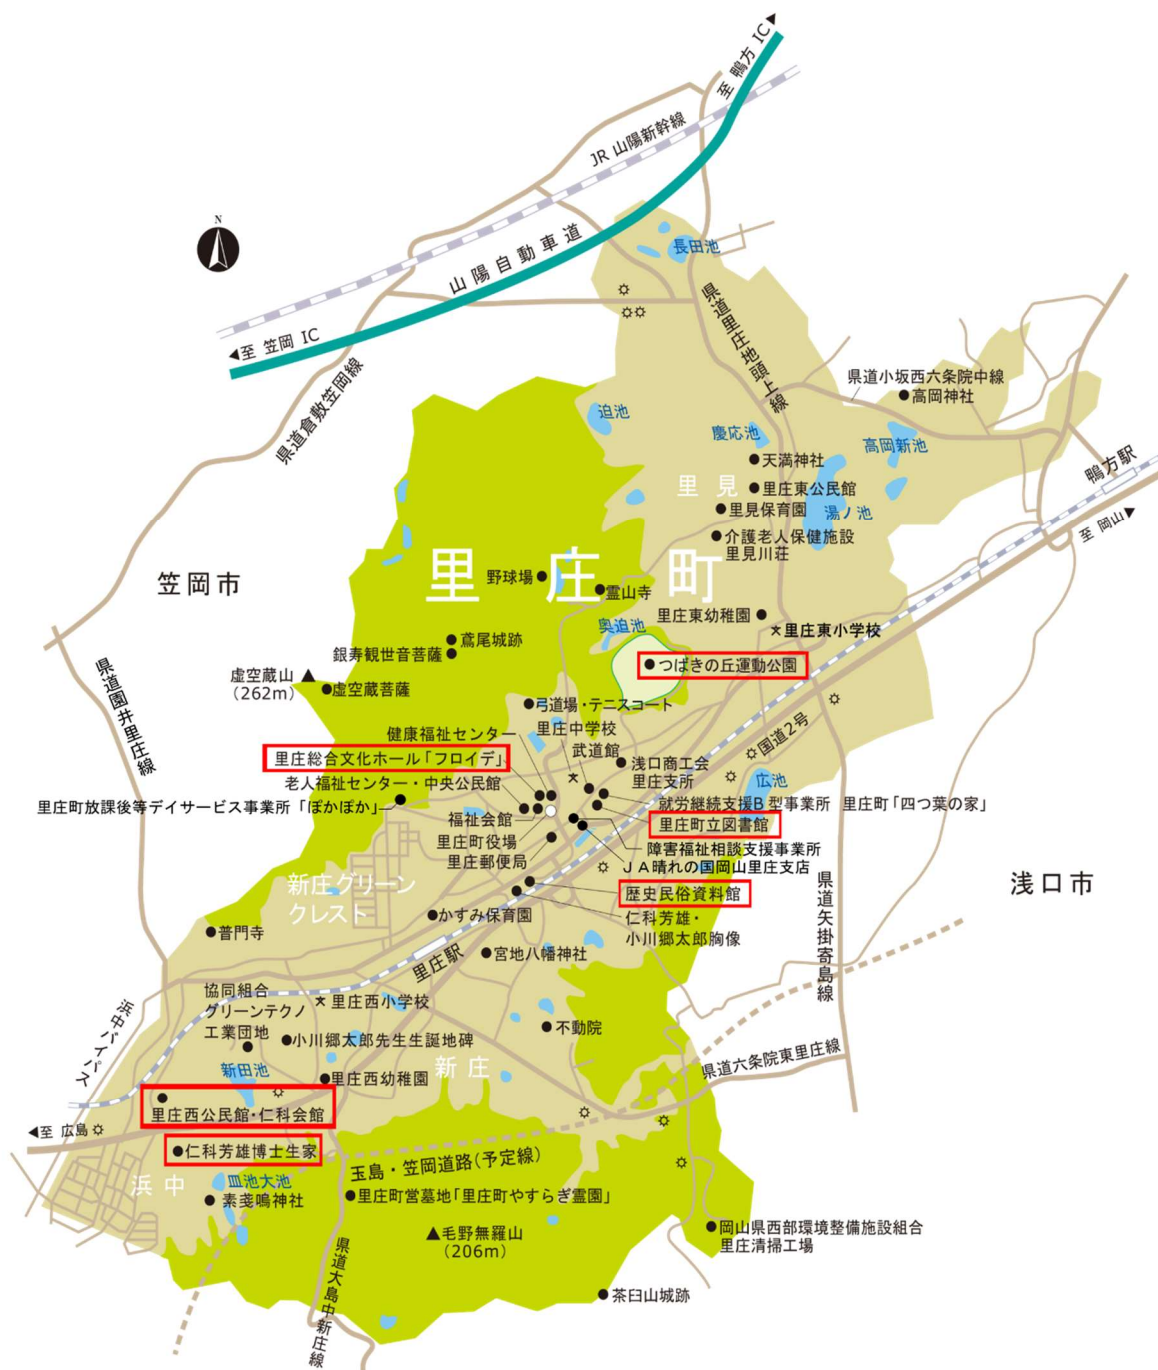 至 鴨方 IC
JR 山陽新幹線
N
山陽自動車道
長田池
至 笠岡 IC
県道里庄地頭上線
県道倉敷笠岡線
県道小坂西六条院中線
高岡神社
迫池
慶応池
高岡新池
天満神社
鴨方駅
里見
里庄東公民館
里見保育園
湯ノ池
至 岡山
介護老人保健施設
里見川荘
里庄町
笠岡市
野球場
霊山寺
里庄東幼稚園
奥迫池
里庄東小学校
鳶尾城跡
銀寿観世音菩薩
つばきの丘運動公園
県道園井里庄線
虚空蔵山
(262m)
虚空蔵菩薩
弓道場・テニスコート
里庄中学校
健康福祉センター
武道館
国道2号
里庄総合文化ホール「フロイデ」
浅口商工会
里庄支所
広池
老人福祉センター・中央公民館
里庄町放課後等デイサービス事業所「ぽかぽか」
就労継続支援B型事業所 里庄町「四つ葉の家」
福祉会館
里庄町立図書館
里庄町役場
障害福祉相談支援事業所
里庄郵便局
JA晴れの国岡山里庄支店
新庄グリーン
クレスト
歴史民俗資料館
浅口市
県道矢掛寄島線
かすみ保育園
仁科芳雄・
小川郷太郎胸像
普門寺
里庄駅
宮地八幡神社
浜中バイパス
協同組合
グリーンテクノ
工業団地
里庄西小学校
小川郷太郎先生生誕地碑
不動院
新庄
県道六条院東里庄線
新田池
里庄西幼稚園
里庄西公民館・仁科会館
至 広島
仁科芳雄博士生家
玉島・笠岡道路(予定線)
浜中
皿池大池
素戔嗚神社
里庄町営墓地「里庄町やすらぎ霊園」
毛野無羅山
(206m)
岡山県西部環境整備施設組合
里庄清掃工場
県道大島中新庄線
茶臼山城跡